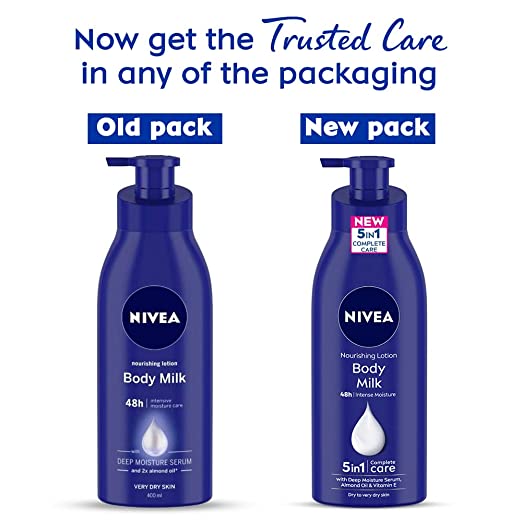 Now get the Trusted Care
in any of the packaging
Old pack
New pack
NIVEA
nourishing lotion
Body Milk
48h | intensive
moisture care
with
DEEP MOISTURE SERUM
and 2x almond oil*
VERY DRY SKIN
400 ml
NEW
5IN1
COMPLETE
CARE
NIVEA
Nourishing Lotion
Body
Milk
48h | Intense Moisture
5in1 | Complete
care
with Deep Moisture Serum,
Almond Oil & Vitamin E
Dry to very dry skin